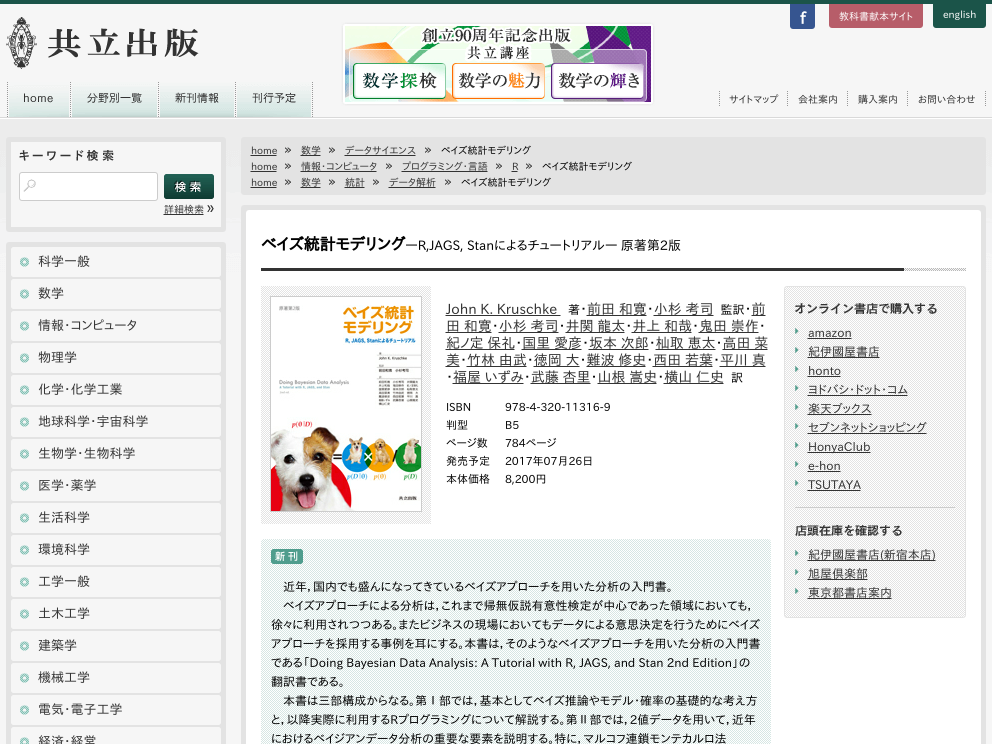 共立出版
創立90周年記念出版
共立講座
数学探検 数学の魅力 数学の輝き
f
教科書献本サイト
english
home 分野別一覧 新刊情報 刊行予定
サイトマップ 会社案内 購入案内 お問い合わせ
キーワード検索
検索
詳細検索 »
科学一般
数学
情報・コンピュータ
物理学
化学・化学工業
地球科学・宇宙科学
生物学・生物科学
医学・薬学
生活科学
環境科学
工学一般
土木工学
建築学
機械工学
電気・電子工学
経済・経営
home » 数学 » データサイエンス » ベイズ統計モデリング
home » 情報・コンピュータ » プログラミング・言語 » R » ベイズ統計モデリング
home » 数学 » 統計 » データ解析 » ベイズ統計モデリング
ベイズ統計モデリング―R,JAGS, Stanによるチュートリアル― 原著第2版
原著第2版
ベイズ統計
モデリング
R, JAGS, Stanによるチュートリアル
John K. Kruschke
Doing Bayesian Data Analysis
p(θ|D)
=
×
/
p(D|θ) p(θ) p(D)
共立出版
John K. Kruschke 著・前田 和寛・小杉 考司 監訳・前
田 和寛・小杉 考司・井関 龍太・井上 和哉・鬼田 崇作・
紀ノ定 保礼・国里 愛彦・坂本 次郎・杣取 恵太・高田 菜
美・竹林 由武・徳岡 大・難波 修史・西田 若葉・平川 真
・福屋 いずみ・武藤 杏里・山根 嵩史・横山 仁史 訳
ISBN 978-4-320-11316-9
判型 B5
ページ数 784ページ
発売予定 2017年07月26日
本体価格 8,200円
新刊
近年，国内でも盛んになってきているベイズアプローチを用いた分析の入門書。
ベイズアプローチによる分析は，これまで帰無仮説有意性検定が中心であった領域においても，
徐々に利用されつつある。またビジネスの現場においてもデータによる意思決定を行うためにベイズ
アプローチを採用する事例を耳にする。本書は，そのようなベイズアプローチを用いた分析の入門書
である「Doing Bayesian Data Analysis: A Tutorial with R, JAGS, and Stan 2nd Edition」の
翻訳書である。
本書は三部構成からなる。第Ⅰ部では，基本としてベイズ推論やモデル・確率の基礎的な考え方
と，以降実際に利用するRプログラミングについて解説する。第Ⅱ部では，2値データを用いて，近年
におけるベイジアンデータ分析の重要な要素を説明する。特に，マルコフ連鎖モンテカルロ法
オンライン書店で購入する
amazon
紀伊國屋書店
honto
ヨドバシ・ドット・コム
楽天ブックス
セブンネットショッピング
HonyaClub
e-hon
TSUTAYA
店頭在庫を確認する
紀伊國屋書店(新宿本店)
旭屋倶楽部
東京都書店案内